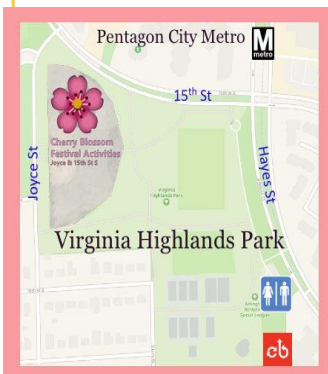 Pentagon City Metro
M
metro
15th St
Cherry Blossom
Festival Activities
Joyce & 15th St S
Joyce St
Hayes St
Virginia
Highlands Park
Virginia Highlands Park
cb